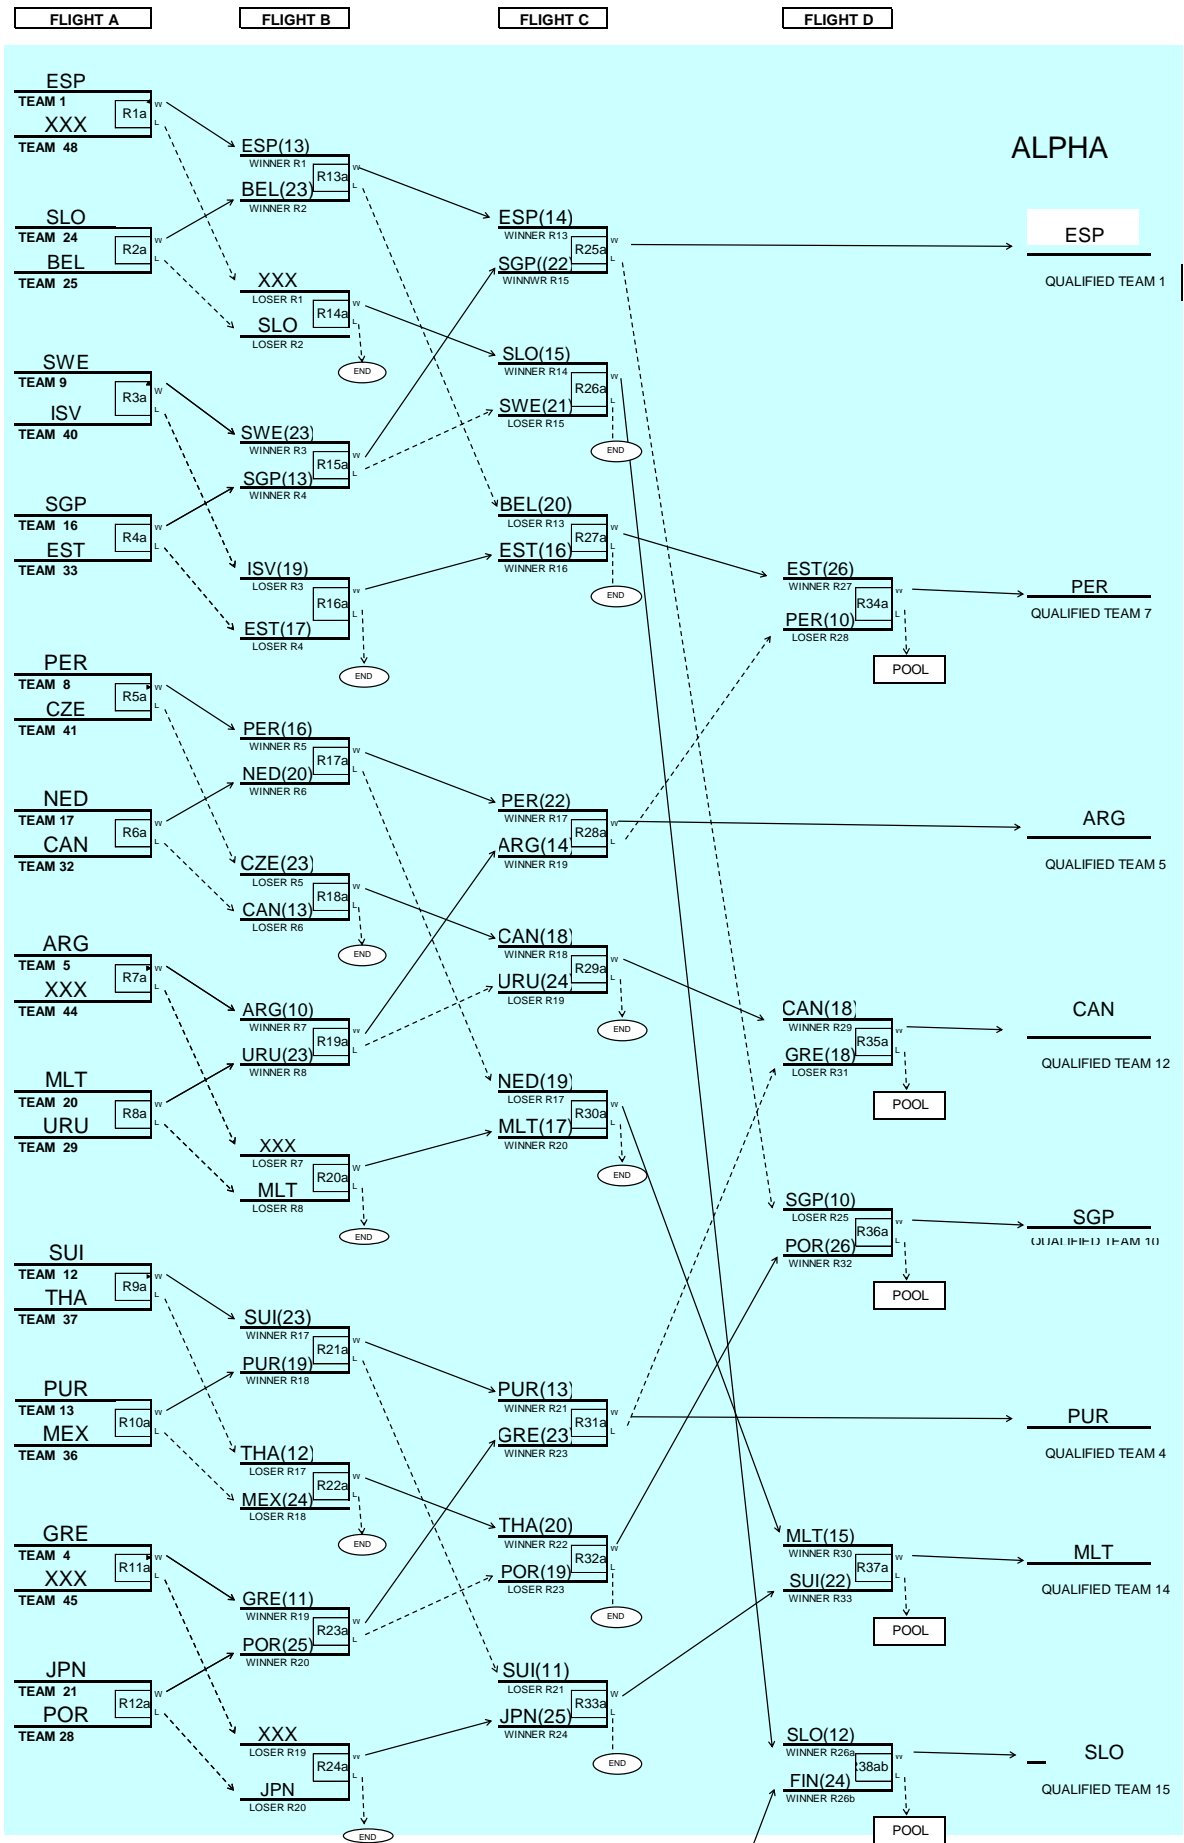 FLIGHT A
FLIGHT B
FLIGHT C
FLIGHT D
ALPHA
ESP
TEAM 1
R1a
W
L
XXX
TEAM 48
SLO
TEAM 24
R2a
W
L
BEL
TEAM 25
SWE
TEAM 9
R3a
W
L
ISV
TEAM 40
SGP
TEAM 16
R4a
W
L
EST
TEAM 33
PER
TEAM 8
R5a
W
L
CZE
TEAM 41
NED
TEAM 17
R6a
W
L
CAN
TEAM 32
ARG
TEAM 5
R7a
W
L
XXX
TEAM 44
MLT
TEAM 20
R8a
W
L
URU
TEAM 29
SUI
TEAM 12
R9a
W
L
THA
TEAM 37
PUR
TEAM 13
R10a
W
L
MEX
TEAM 36
GRE
TEAM 4
R11a
W
L
XXX
TEAM 45
JPN
TEAM 21
R12a
W
L
POR
TEAM 28
ESP(13)
WINNER R1
R13a
W
L
BEL(23)
WINNER R2
XXX
LOSER R1
R14a
W
L
SLO
LOSER R2
END
SWE(23)
WINNER R3
R15a
W
L
SGP(13)
WINNER R4
ISV(19)
LOSER R3
R16a
W
L
EST(17)
LOSER R4
END
PER(16)
WINNER R5
R17a
W
L
NED(20)
WINNER R6
CZE(23)
LOSER R5
R18a
W
L
CAN(13)
LOSER R6
END
ARG(10)
WINNER R7
R19a
W
L
URU(23)
WINNER R8
XXX
LOSER R7
R20a
W
L
MLT
LOSER R8
END
SUI(23)
WINNER R17
R21a
W
L
PUR(19)
WINNER R18
THA(12)
LOSER R17
R22a
W
L
MEX(24)
LOSER R18
END
GRE(11)
WINNER R19
R23a
W
L
POR(25)
WINNER R20
XXX
LOSER R19
R24a
W
L
JPN
LOSER R20
END
ESP(14)
WINNER R13
R25a
W
L
SGP((22)
WINNWR R15
SLO(15)
WINNER R14
R26a
W
L
SWE(21)
LOSER R15
END
BEL(20)
LOSER R13
R27a
W
L
EST(16)
WINNER R16
END
PER(22)
WINNER R17
R28a
W
L
ARG(14)
WINNER R19
CAN(18)
WINNER R18
R29a
W
L
URU(24)
LOSER R19
END
NED(19)
LOSER R17
R30a
W
L
MLT(17)
WINNER R20
END
PUR(13)
WINNER R21
R31a
W
L
GRE(23)
WINNER R23
THA(20)
WINNER R22
R32a
W
L
POR(19)
LOSER R23
END
SUI(11)
LOSER R21
R33a
W
L
JPN(25)
WINNER R24
END
EST(26)
WINNER R27
R34a
W
L
PER(10)
LOSER R28
POOL
CAN(18)
WINNER R29
R35a
W
L
GRE(18)
LOSER R31
POOL
SGP(10)
LOSER R25
R36a
W
L
POR(26)
WINNER R32
POOL
MLT(15)
WINNER R30
R37a
W
L
SUI(22)
WINNER R33
POOL
SLO(12)
WINNER R26a
R38ab
W
L
FIN(24)
WINNER R26b
POOL
ESP
QUALIFIED TEAM 1
PER
QUALIFIED TEAM 7
ARG
QUALIFIED TEAM 5
CAN
QUALIFIED TEAM 12
SGP
QUALIFIED TEAM 10
PUR
QUALIFIED TEAM 4
MLT
QUALIFIED TEAM 14
SLO
QUALIFIED TEAM 15